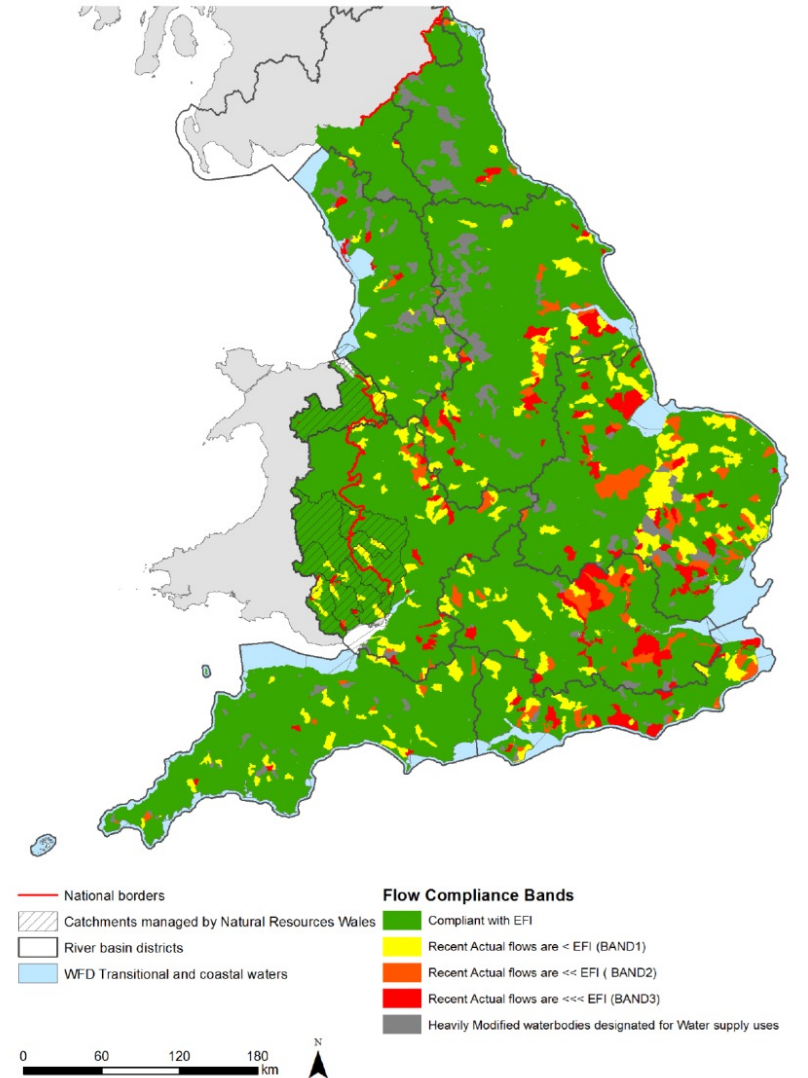 National borders
Catchments managed by Natural Resources Wales
River basin districts
WFD Transitional and coastal waters
Flow Compliance Bands
Compliant with EFI
Recent Actual flows are < EFI (BAND1)
Recent Actual flows are << EFI ( BAND2)
Recent Actual flows are <<< EFI (BAND3)
Heavily Modified waterbodies designated for Water supply uses
0 60 120 180
km
N